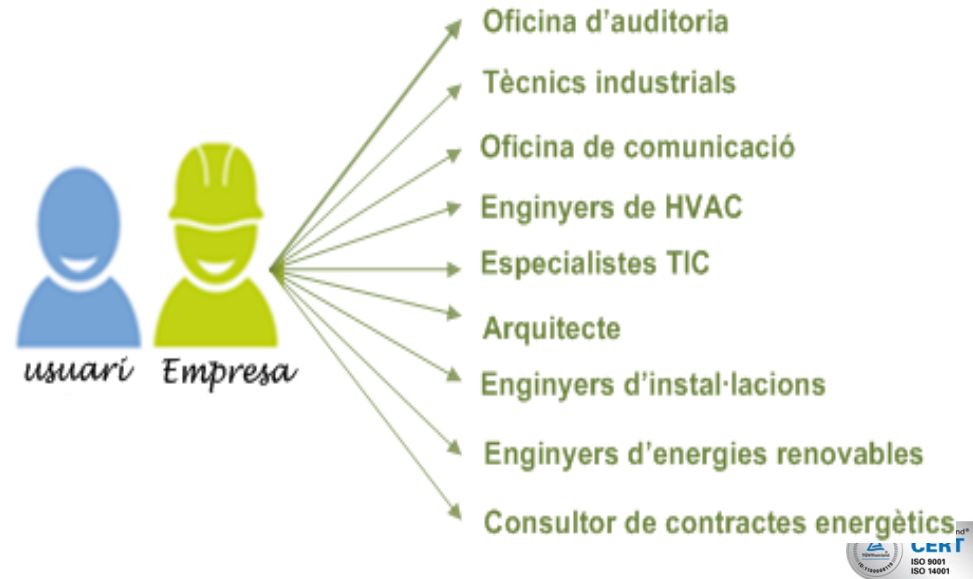 Oficina d’auditoria
Tècnics industrials
Oficina de comunicació
Enginyers de HVAC
Especialistes TIC
Arquitecte
usuari Empresa
Enginyers d’instal·lacions
Enginyers d’energies renovables
Consultor de contractes energètics
CERT
ISO 9001
ISO 14001